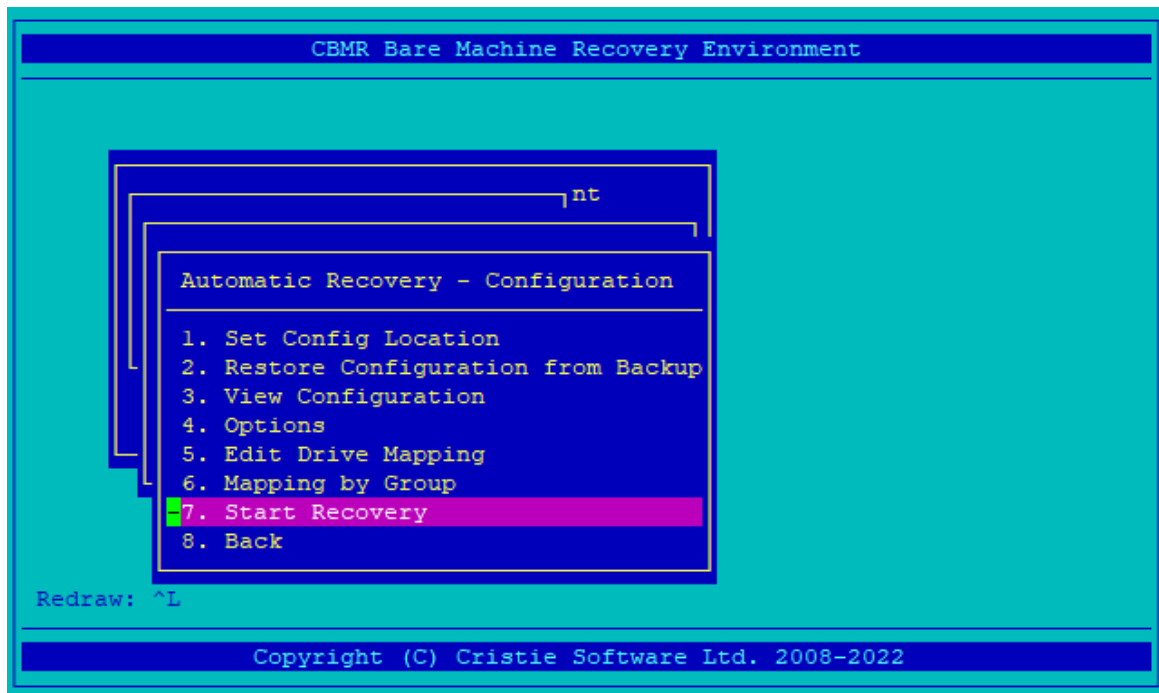 CBMR Bare Machine Recovery Environment
nt
Automatic Recovery - Configuration
1. Set Config Location
2. Restore Configuration from Backup
3. View Configuration
4. Options
5. Edit Drive Mapping
6. Mapping by Group
-7. Start Recovery
8. Back
Redraw: ^L
Copyright (C) Cristie Software Ltd. 2008-2022